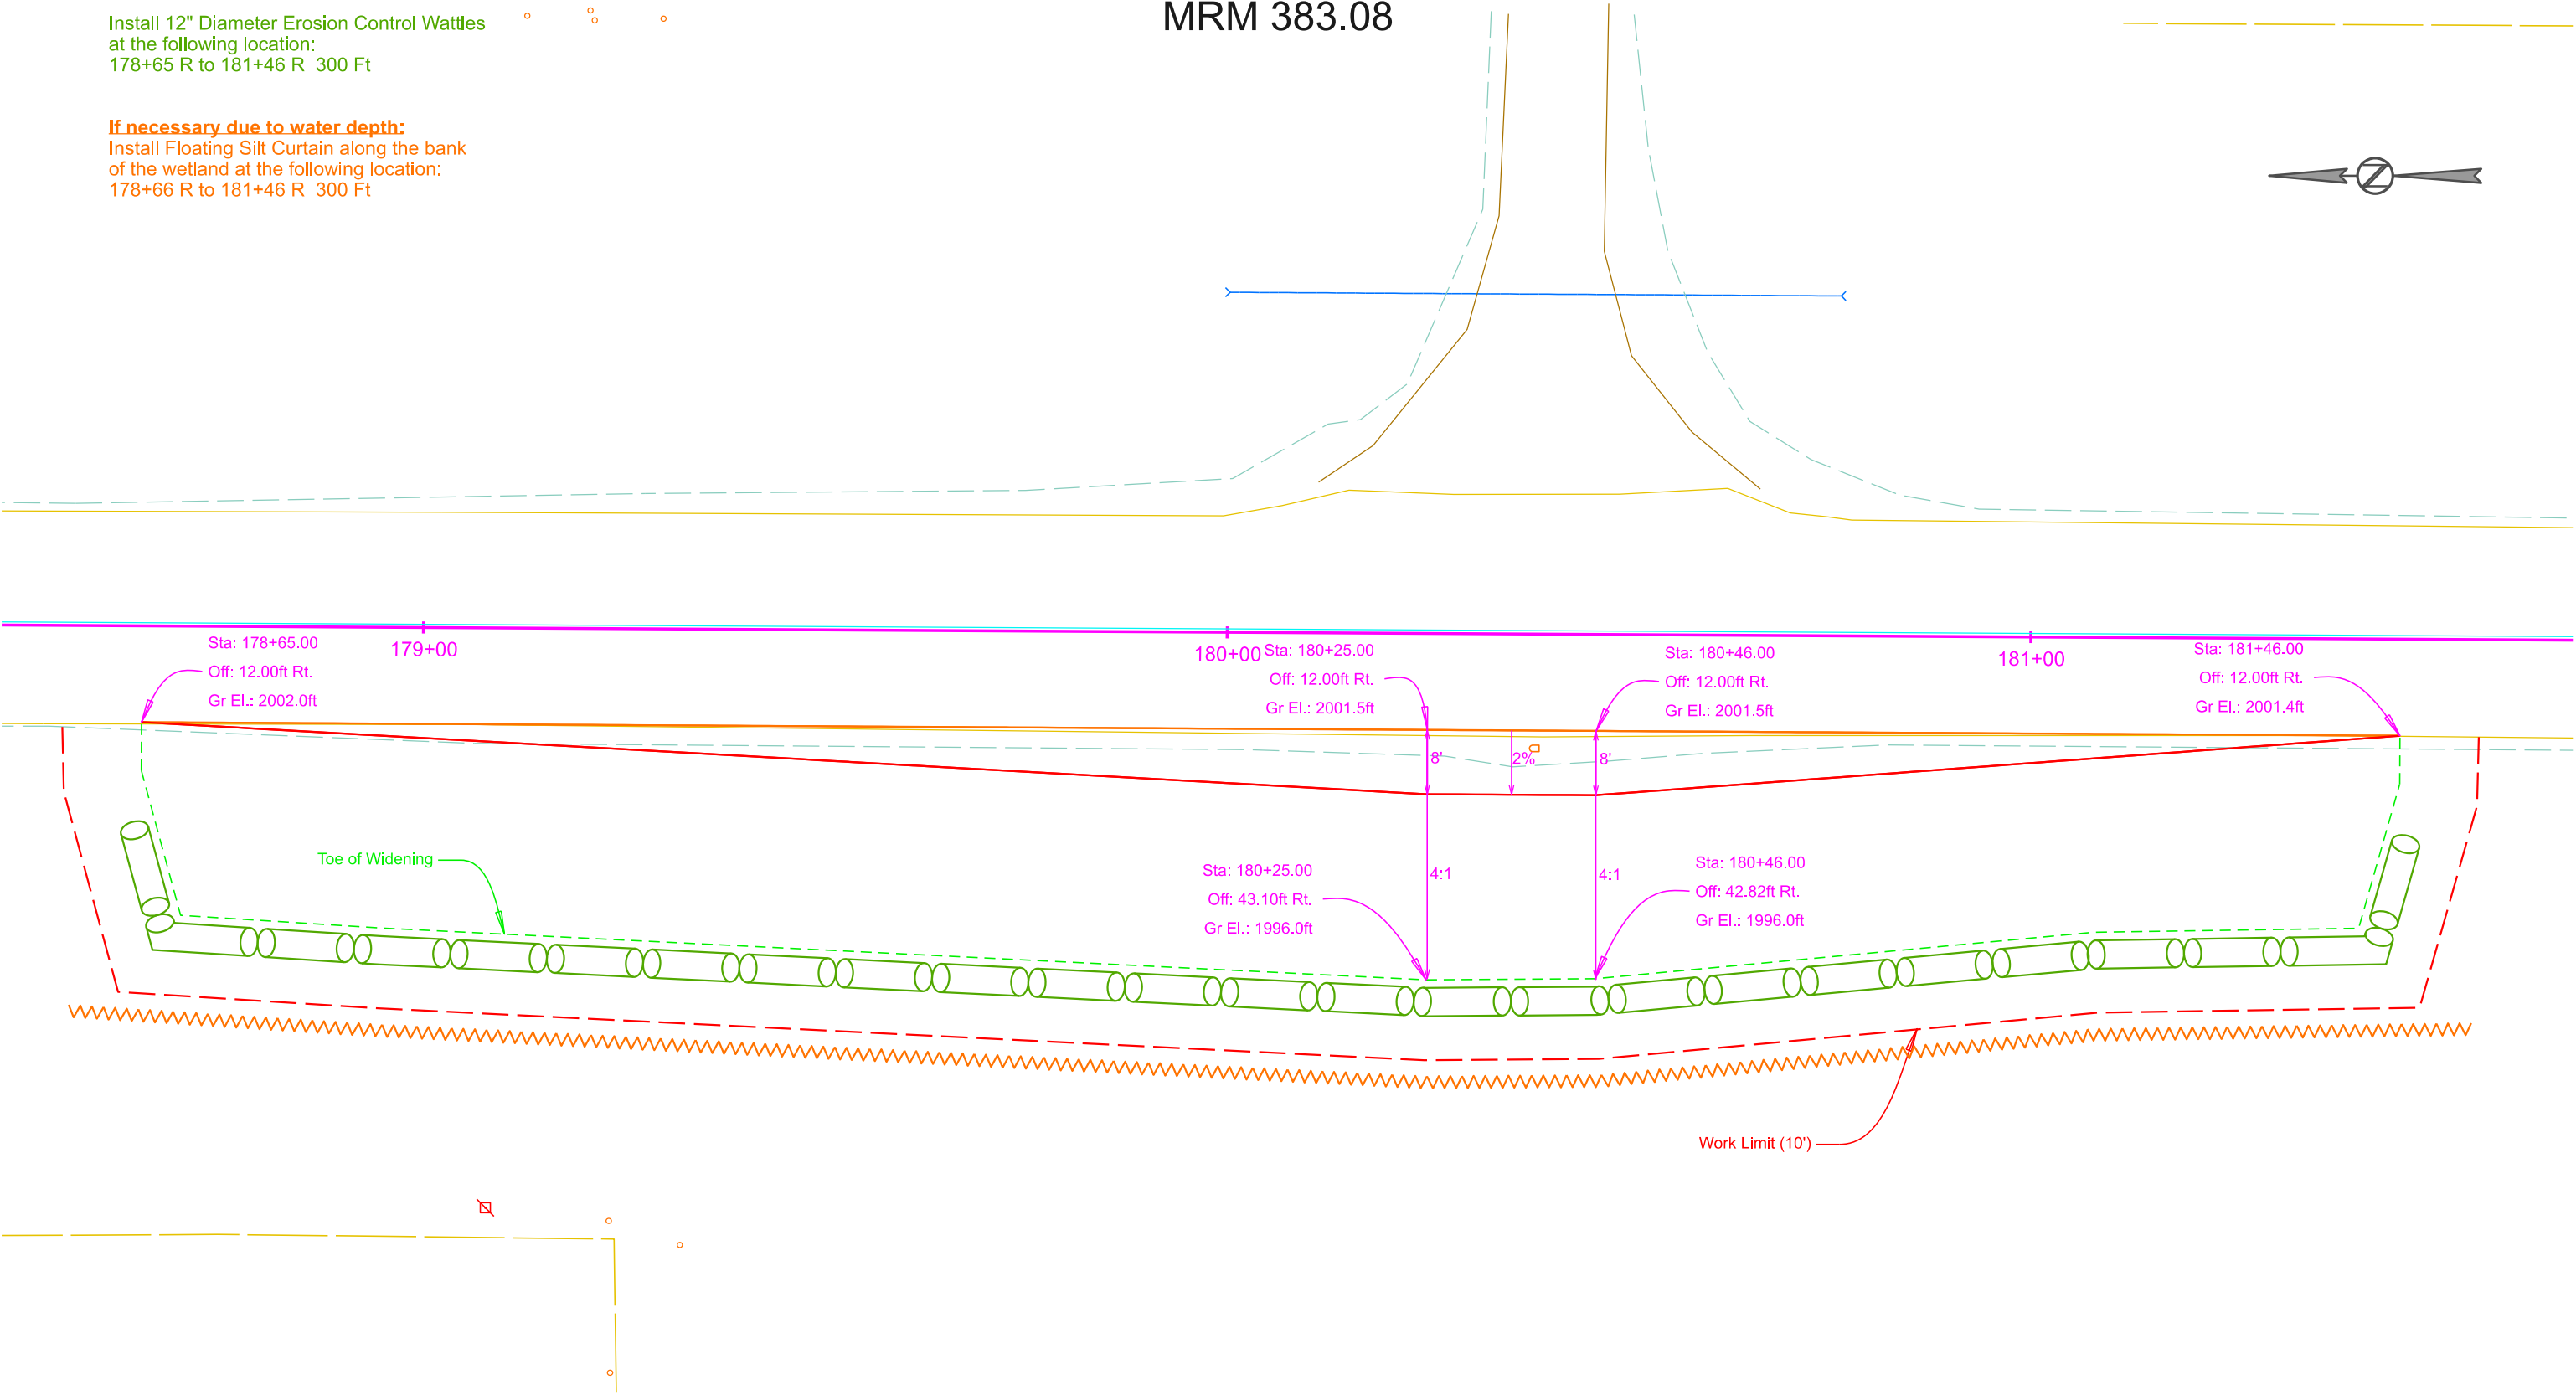 MRM 383.08
Install 12" Diameter Erosion Control Wattles
at the following location:
178+65 R to 181+46 R 300 Ft
If necessary due to water depth:
Install Floating Silt Curtain along the bank
of the wetland at the following location:
178+66 R to 181+46 R 300 Ft
Z
179+00
180+00
181+00
Sta: 178+65.00
Off: 12.00ft Rt.
Gr El.: 2002.0ft
Sta: 180+25.00
Off: 12.00ft Rt.
Gr El.: 2001.5ft
Sta: 180+46.00
Off: 12.00ft Rt.
Gr El.: 2001.5ft
Sta: 181+46.00
Off: 12.00ft Rt.
Gr El.: 2001.4ft
8'
2%
8'
Toe of Widening
Sta: 180+25.00
Off: 43.10ft Rt.
Gr El.: 1996.0ft
4:1
4:1
Sta: 180+46.00
Off: 42.82ft Rt.
Gr El.: 1996.0ft
Work Limit (10')